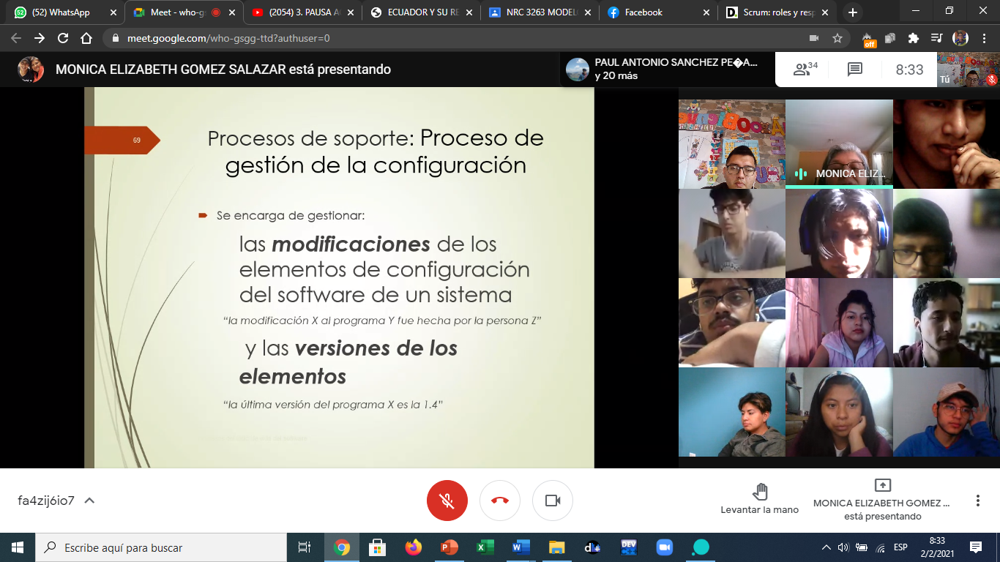 (52) WhatsApp
Meet - who-gs
(2054) 3. PAUSA A
ECUADOR Y SU RE
NRC 3263 MODEL
Facebook
Scrum: roles y resp
meet.google.com/who-gsgg-ttd?authuser=0
off
MONICA ELIZABETH GOMEZ SALAZAR está presentando
PAUL ANTONIO SANCHEZ PE�A...
y 20 más
34
8:33
Tú
69
Procesos de soporte: Proceso de
gestión de la configuración
Se encarga de gestionar:
las modificaciones de los
elementos de configuración
del software de un sistema
“la modificación X al programa Y fue hecha por la persona Z”
y las versiones de los
elementos
“la última versión del programa X es la 1.4”
MONICA ELIZ...
fa4zij6io7
Levantar la mano
MONICA ELIZABETH GOMEZ ...
está presentando
Escribe aquí para buscar
DEV
ESP
8:33
2/2/2021